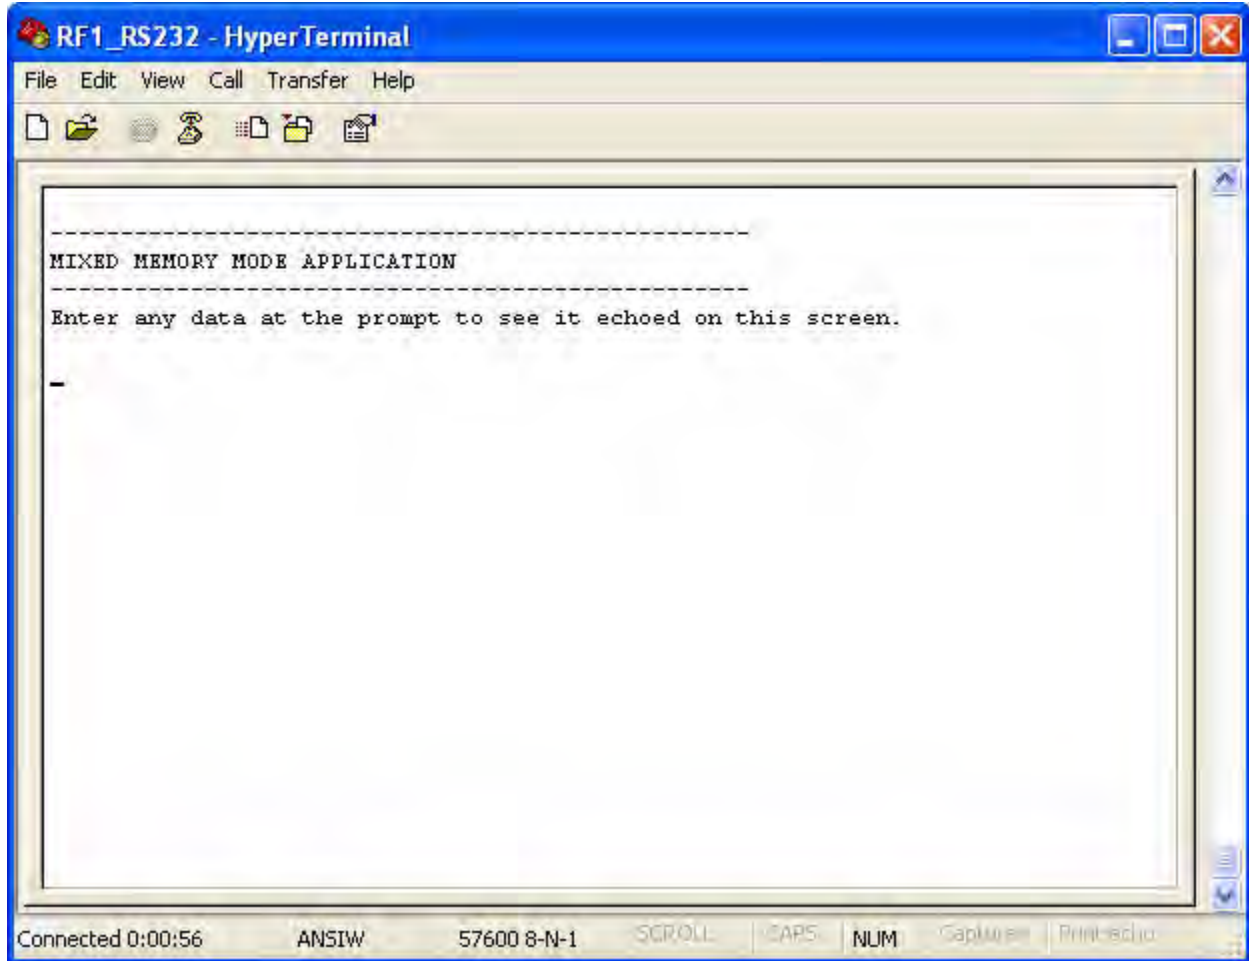 RF1_RS232 - HyperTerminal
File Edit View Call Transfer Help
------------------------------------------------
MIXED MEMORY MODE APPLICATION
------------------------------------------------
Enter any data at the prompt to see it echoed on this screen.
_
Connected 0:00:56 ANSIW 57600 8-N-1 SCROLL CAPS NUM Capture Print echo